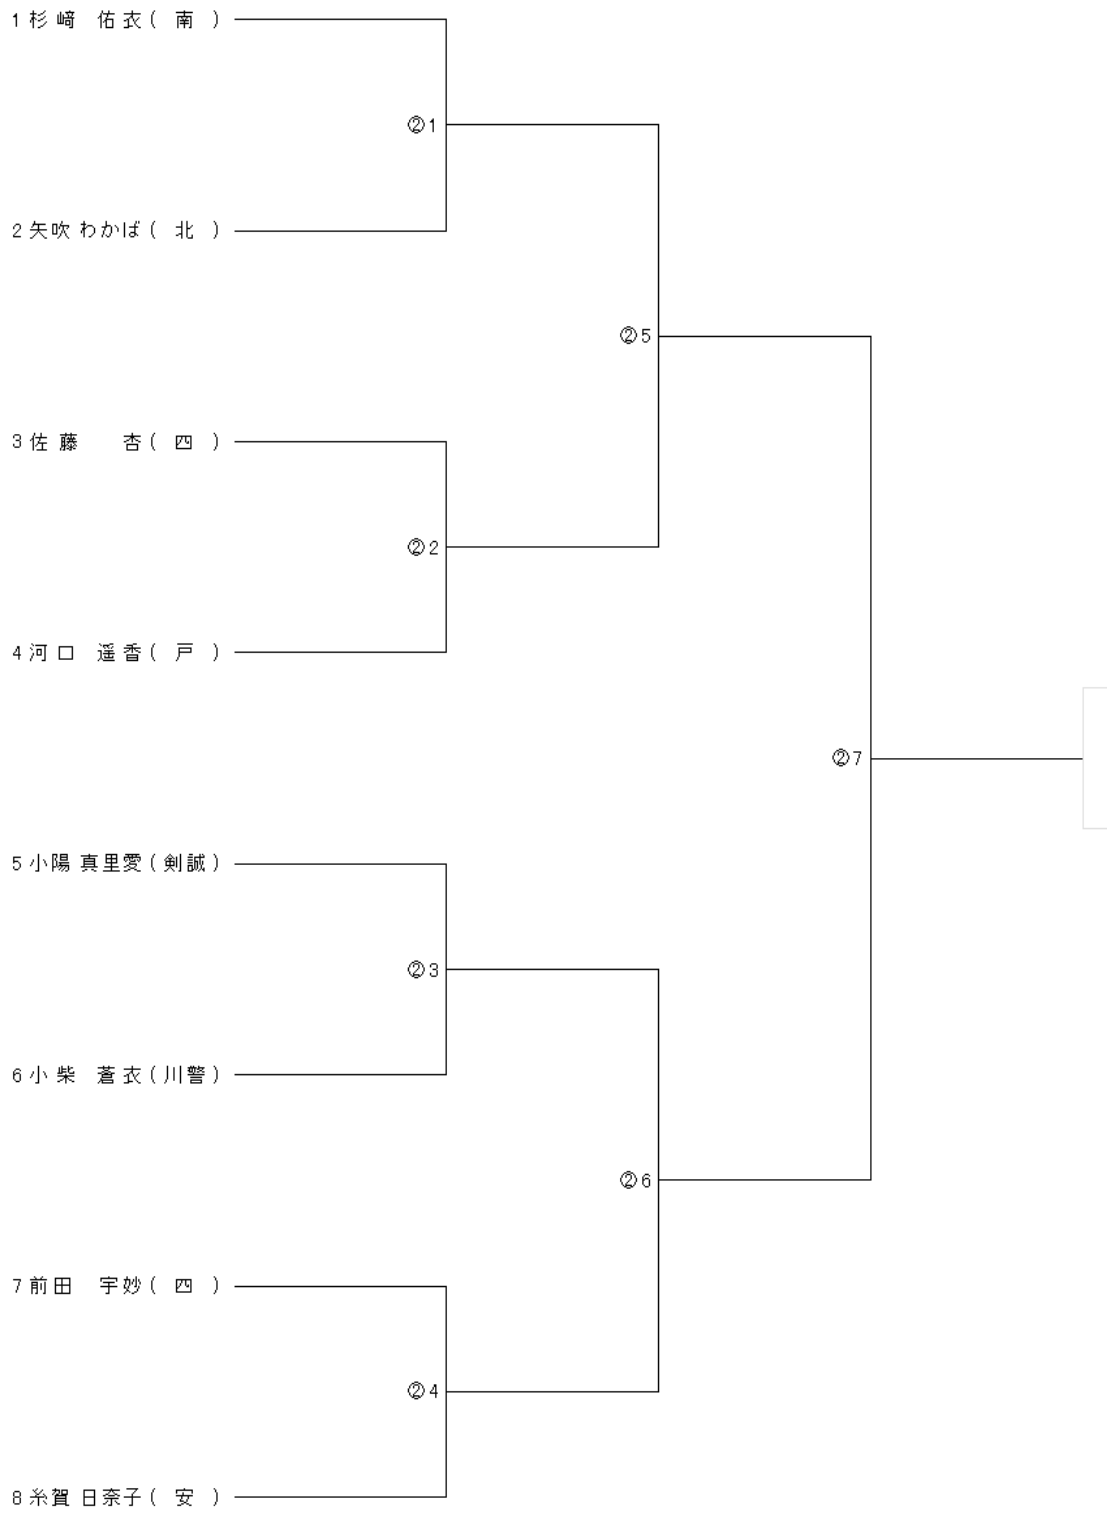 1 杉﨑 佑衣 ( 南 )
②1
2 矢吹 わかば ( 北 )
②5
3 佐藤 杏 ( 四 )
②2
4 河口 遥香 ( 戸 )
②7
5 小陽 真里愛 ( 剣誠 )
②3
6 小柴 蒼衣 ( 川警 )
②6
7 前田 宇妙 ( 四 )
②4
8 糸賀 日奈子 ( 安 )